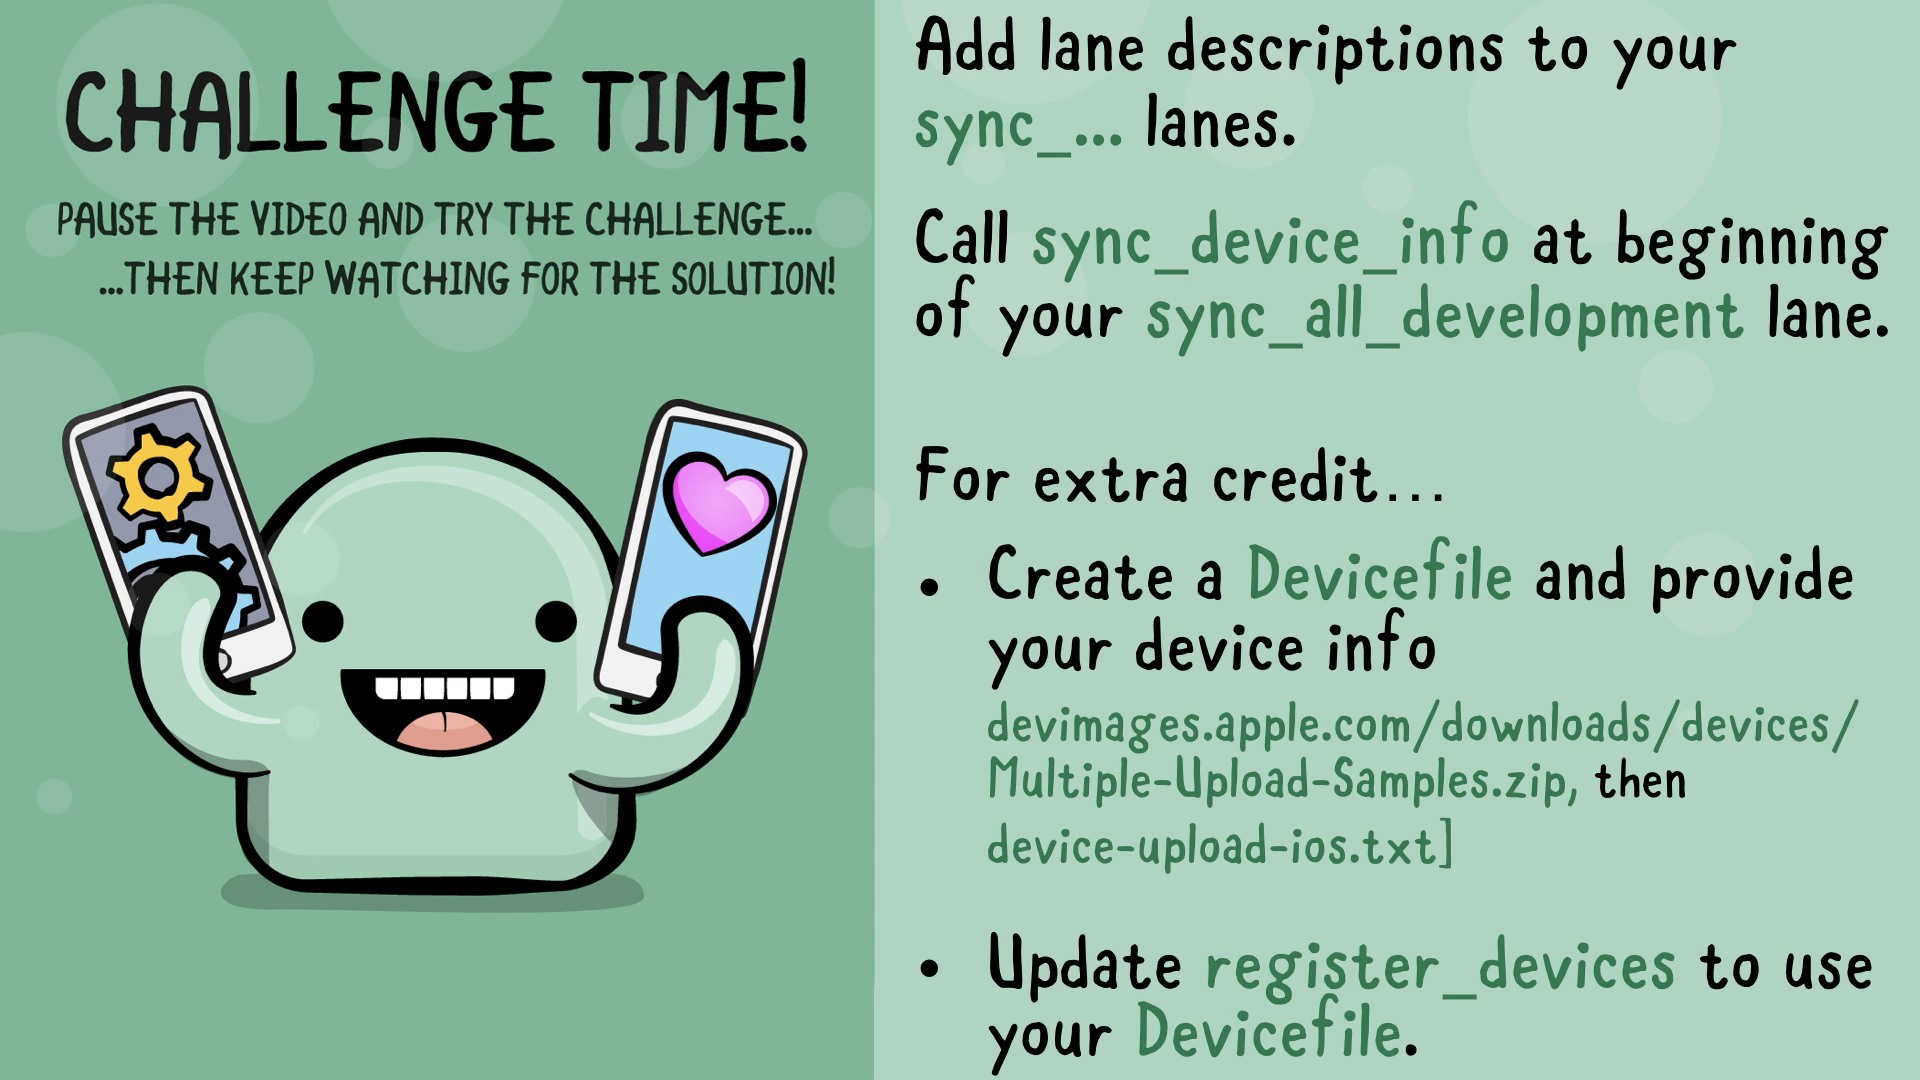 CHALLENGE TIME!
PAUSE THE VIDEO AND TRY THE CHALLENGE...
...THEN KEEP WATCHING FOR THE SOLUTION!
Add lane descriptions to your
sync_... lanes.
Call sync_device_info at beginning
of your sync_all_development lane.
For extra credit...
• Create a Devicefile and provide
your device info
devimages.apple.com/downloads/devices/
Multiple-Upload-Samples.zip, then
device-upload-ios.txt]
• Update register_devices to use
your Devicefile.